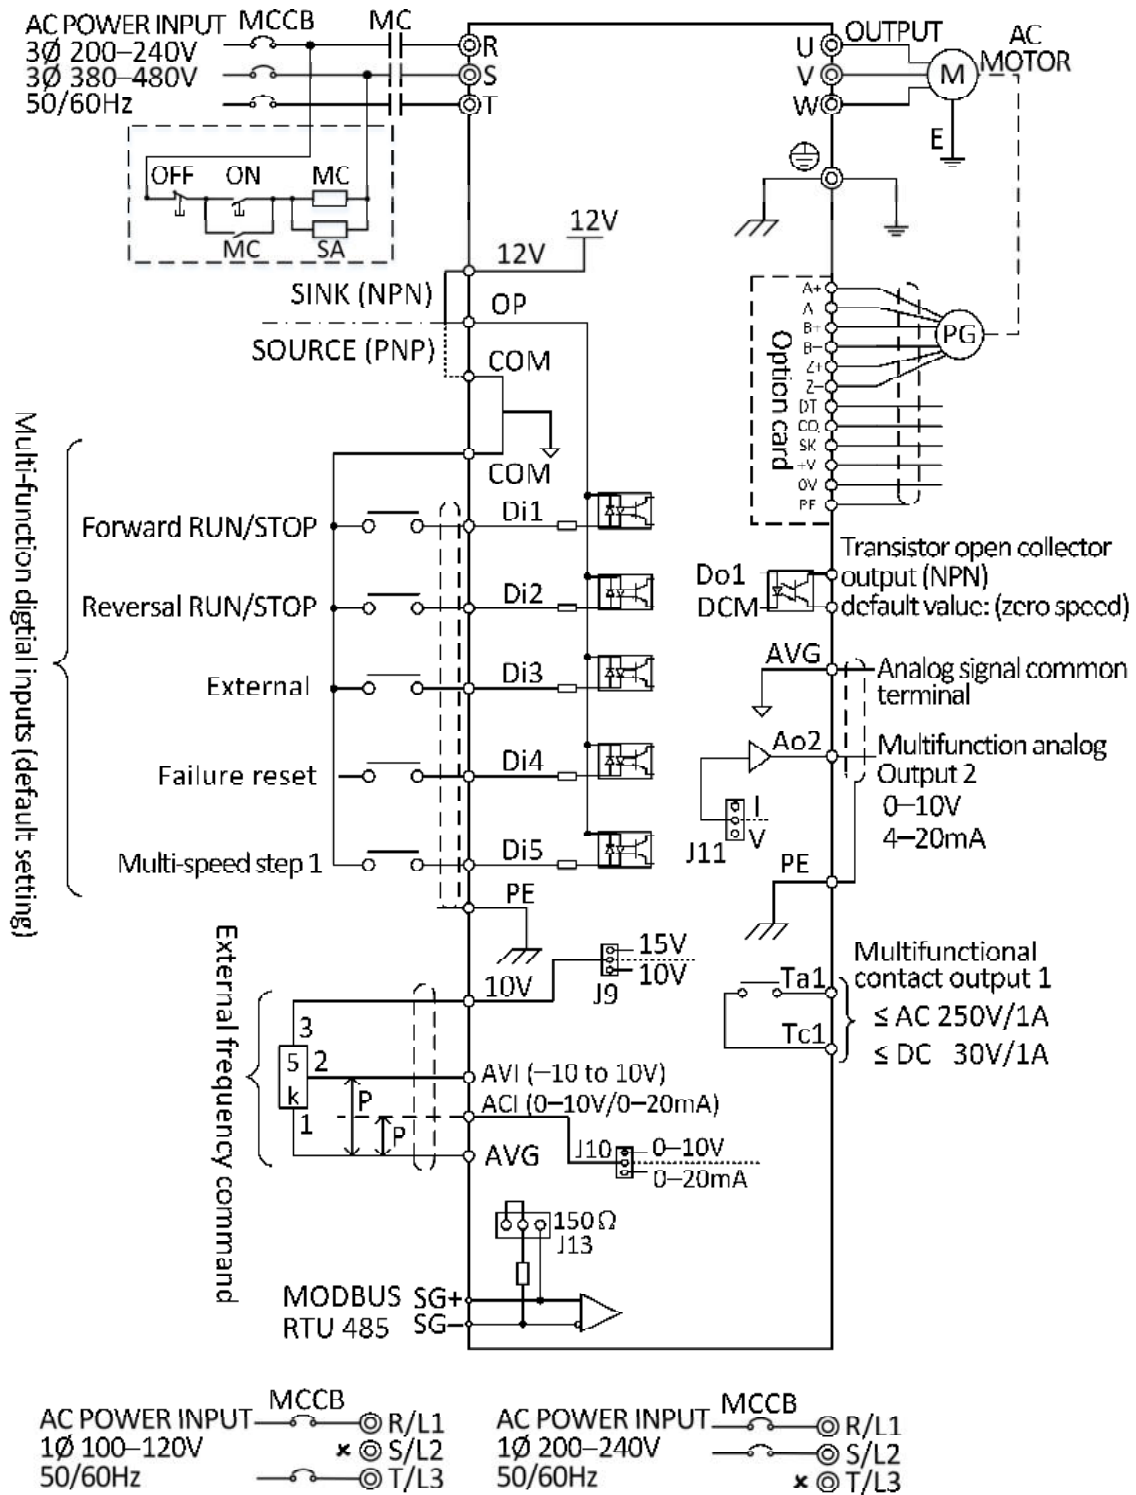 AC POWER INPUT
3Ø 200–240V
3Ø 380–480V
50/60Hz
MCCB
MC
R
S
T
OFF
ON
MC
MC
SA
U
V
W
OUTPUT
AC
MOTOR
M
E
12V
12V
SINK (NPN)
OP
SOURCE (PNP)
COM
COM
Option card
A+
A
B+
B–
Z+
Z–
DT
CO
SK
+V
0V
PE
PG
Multi-function digtial inputs (default setting)
Forward RUN/STOP
Di1
Reversal RUN/STOP
Di2
External
Di3
Failure reset
Di4
Multi-speed step 1
Di5
PE
Do1
DCM
Transistor open collector
output (NPN)
default value: (zero speed)
AVG
Analog signal common
terminal
Ao2
Multifunction analog
Output 2
0–10V
4–20mA
I
V
J11
PE
Multifunctional
contact output 1
Ta1
≤ AC 250V/1A
Tc1
≤ DC 30V/1A
External frequency command
10V
15V
10V
J9
3
5
k
2
1
P
P
AVI (–10 to 10V)
ACI (0–10V/0–20mA)
AVG
J10
0–10V
0–20mA
150Ω
J13
MODBUS
RTU 485
SG+
SG–
AC POWER INPUT
1Ø 100–120V
50/60Hz
MCCB
R/L1
× S/L2
T/L3
AC POWER INPUT
1Ø 200–240V
50/60Hz
MCCB
R/L1
S/L2
× T/L3